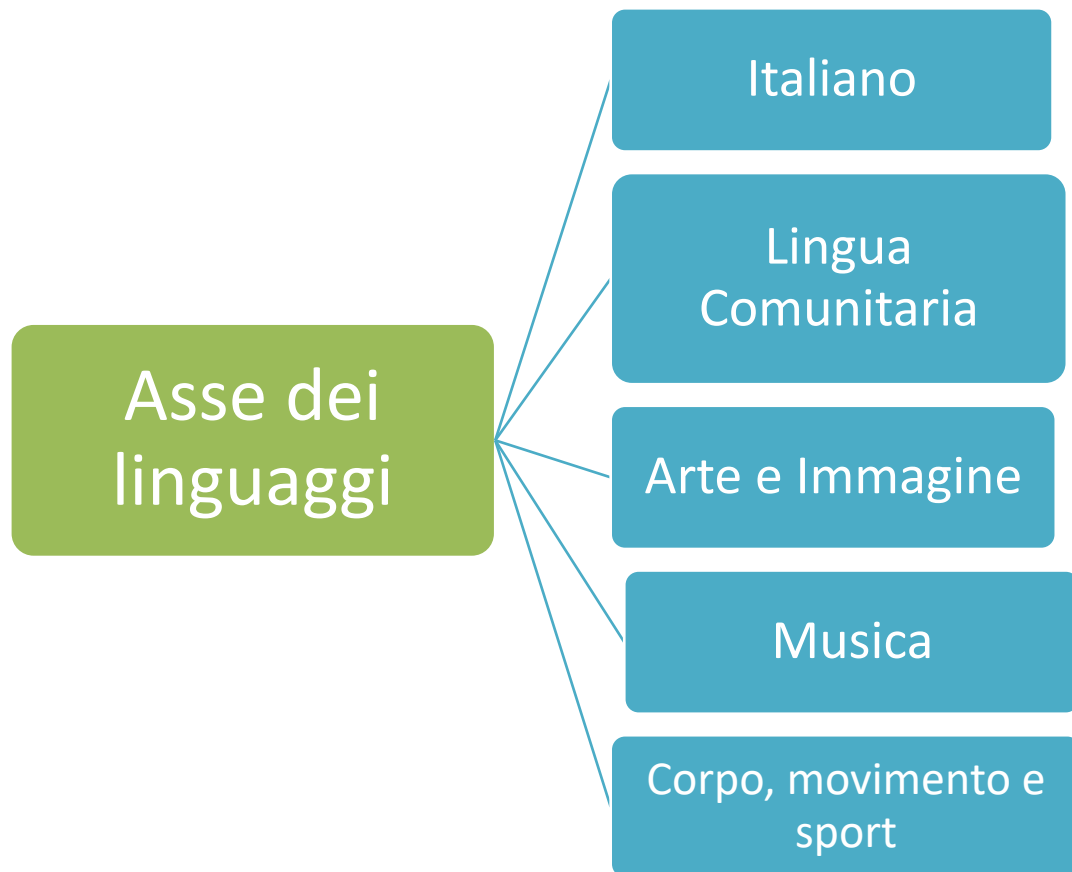 Asse dei
linguaggi
Italiano
Lingua
Comunitaria
Arte e Immagine
Musica
Corpo, movimento e
sport